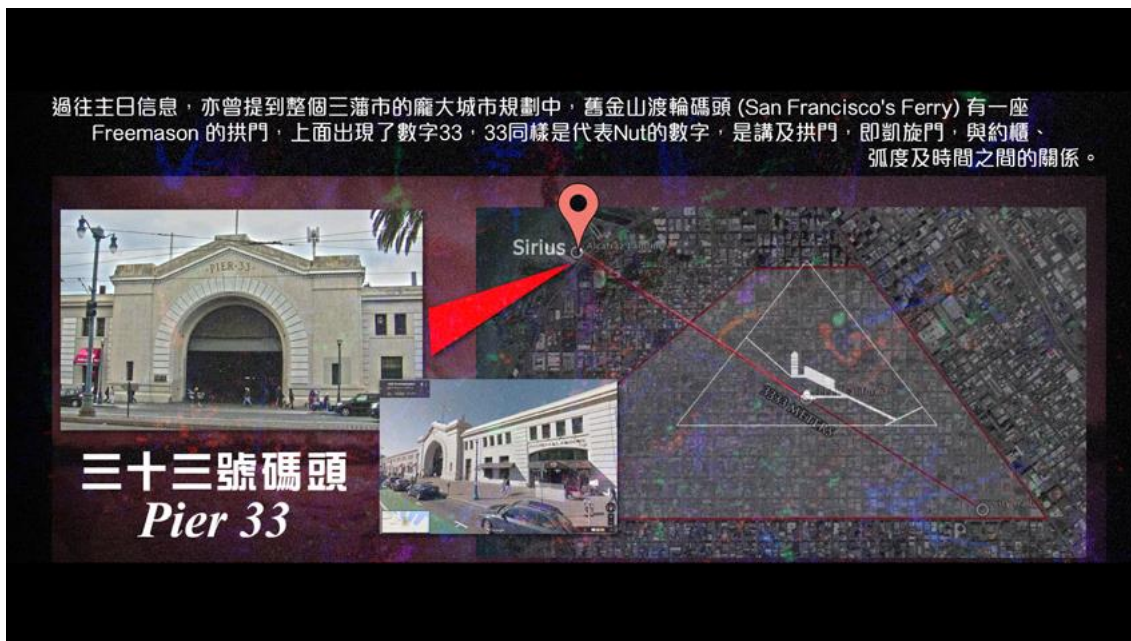 過往主日信息，亦曾提到整個三藩市的龐大城市規劃中，舊金山渡輪碼頭 (San Francisco's Ferry) 有一座
Freemason 的拱門，上面出現了數字33，33同樣是代表Nut的數字，是講及拱門，即凱旋門，與約櫃、
弧度及時間之間的關係。
PIER·33
Sirius
Alcatraz Landing
3333 METERS
三十三號碼頭
Pier 33